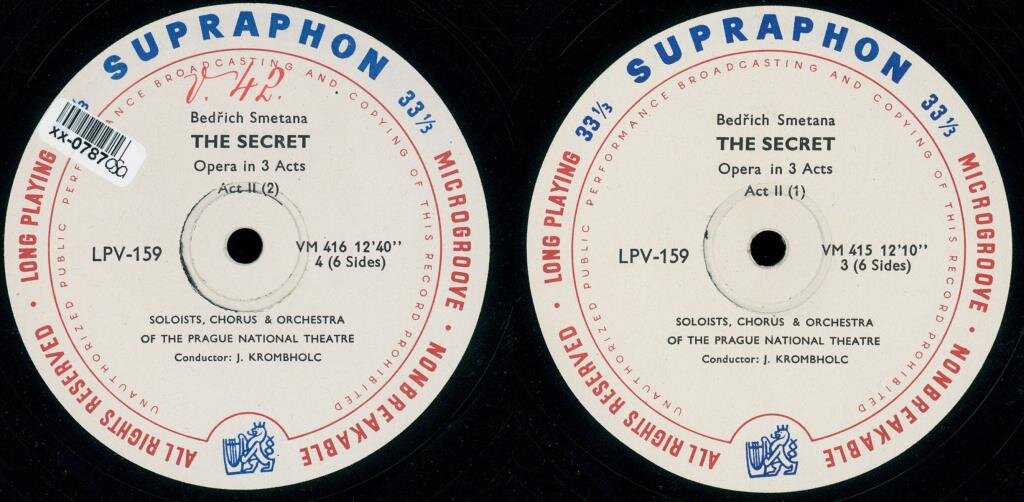 SUPRAPHON
33⅓
LONG PLAYING
MICROGROOVE
ALL RIGHTS RESERVED
NONBREAKABLE
UNAUTHORIZED PUBLIC PERFORMANCE BROADCASTING AND COPYING OF THIS RECORD PROHIBITED
42.
XX-0787
Bedřich Smetana
THE SECRET
Opera in 3 Acts
Act II (2)
LPV-159
VM 416 12'40''
4 (6 Sides)
SOLOISTS, CHORUS & ORCHESTRA
OF THE PRAGUE NATIONAL THEATRE
Conductor: J. KROMBHOLC
SUPRAPHON
33⅓
33⅓
LONG PLAYING
MICROGROOVE
ALL RIGHTS RESERVED
NONBREAKABLE
UNAUTHORIZED PUBLIC PERFORMANCE BROADCASTING AND COPYING OF THIS RECORD PROHIBITED
Bedřich Smetana
THE SECRET
Opera in 3 Acts
Act II (1)
LPV-159
VM 415 12'10''
3 (6 Sides)
SOLOISTS, CHORUS & ORCHESTRA
OF THE PRAGUE NATIONAL THEATRE
Conductor: J. KROMBHOLC